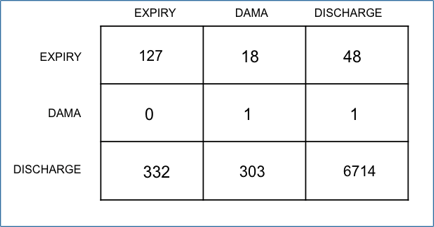 EXPIRY DAMA DISCHARGE
EXPIRY 127 18 48
DAMA 0 1 1
DISCHARGE 332 303 6714